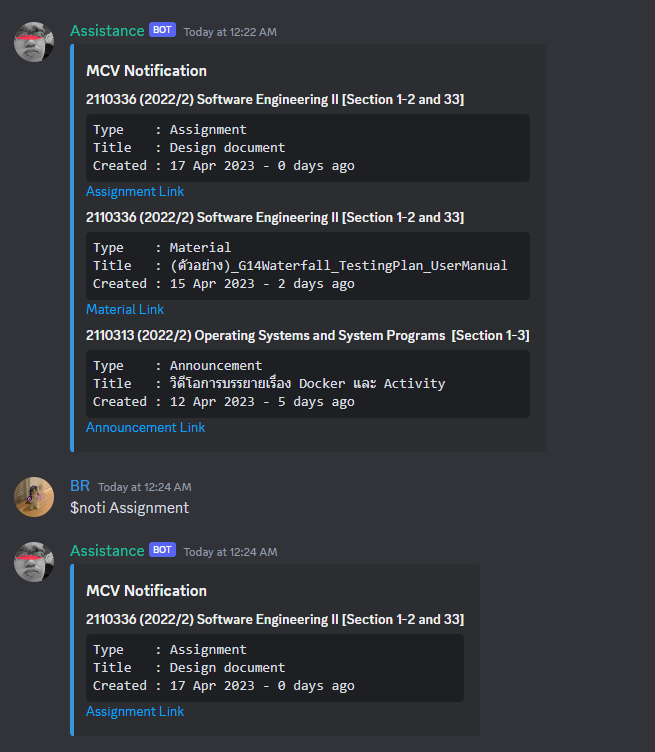 Assistance BOT Today at 12:22 AM
MCV Notification
2110336 (2022/2) Software Engineering II [Section 1-2 and 33]
Type : Assignment
Title : Design document
Created : 17 Apr 2023 - 0 days ago
Assignment Link
2110336 (2022/2) Software Engineering II [Section 1-2 and 33]
Type : Material
Title : (ตัวอย่าง)_G14Waterfall_TestingPlan_UserManual
Created : 15 Apr 2023 - 2 days ago
Material Link
2110313 (2022/2) Operating Systems and System Programs [Section 1-3]
Type : Announcement
Title : วิดีโอการบรรยายเรื่อง Docker และ Activity
Created : 12 Apr 2023 - 5 days ago
Announcement Link
BR Today at 12:24 AM
$noti Assignment
Assistance BOT Today at 12:24 AM
MCV Notification
2110336 (2022/2) Software Engineering II [Section 1-2 and 33]
Type : Assignment
Title : Design document
Created : 17 Apr 2023 - 0 days ago
Assignment Link